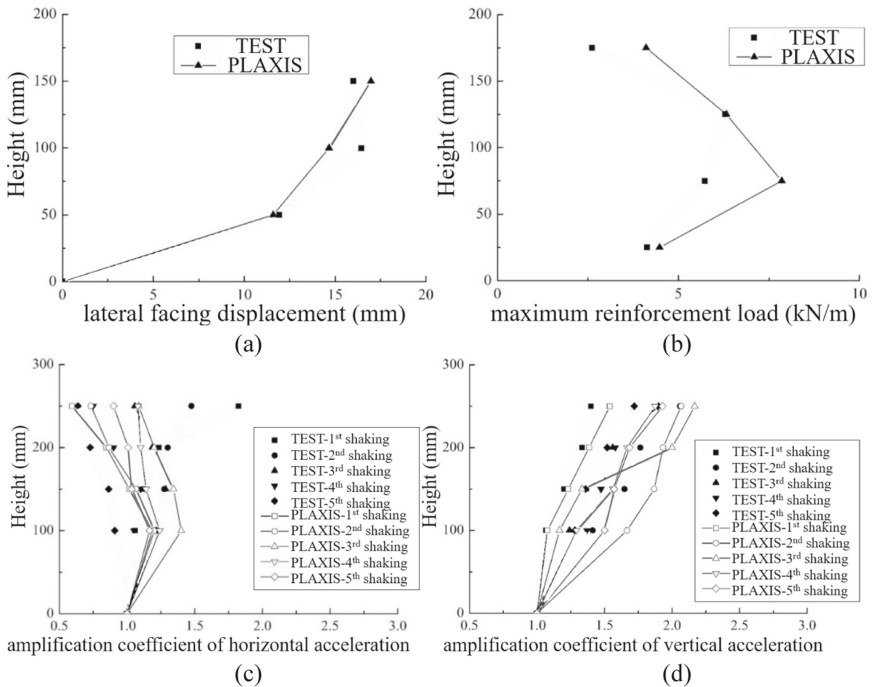 200
150
100
50
0
Height (mm)
TEST
PLAXIS
0
5
10
15
20
lateral facing displacement (mm)
(a)
200
150
100
50
0
Height (mm)
TEST
PLAXIS
0
5
10
maximum reinforcement load (kN/m)
(b)
300
200
100
0
Height (mm)
TEST-1st shaking
TEST-2nd shaking
TEST-3rd shaking
TEST-4th shaking
TEST-5th shaking
PLAXIS-1st shaking
PLAXIS-2nd shaking
PLAXIS-3rd shaking
PLAXIS-4th shaking
PLAXIS-5th shaking
0.5
1.0
1.5
2.0
2.5
3.0
amplification coefficient of horizontal acceleration
(c)
300
200
100
0
Height (mm)
TEST-1st shaking
TEST-2nd shaking
TEST-3rd shaking
TEST-4th shaking
TEST-5th shaking
PLAXIS-1st shaking
PLAXIS-2nd shaking
PLAXIS-3rd shaking
PLAXIS-4th shaking
PLAXIS-5th shaking
0.5
1.0
1.5
2.0
2.5
3.0
amplification coefficient of vertical acceleration
(d)